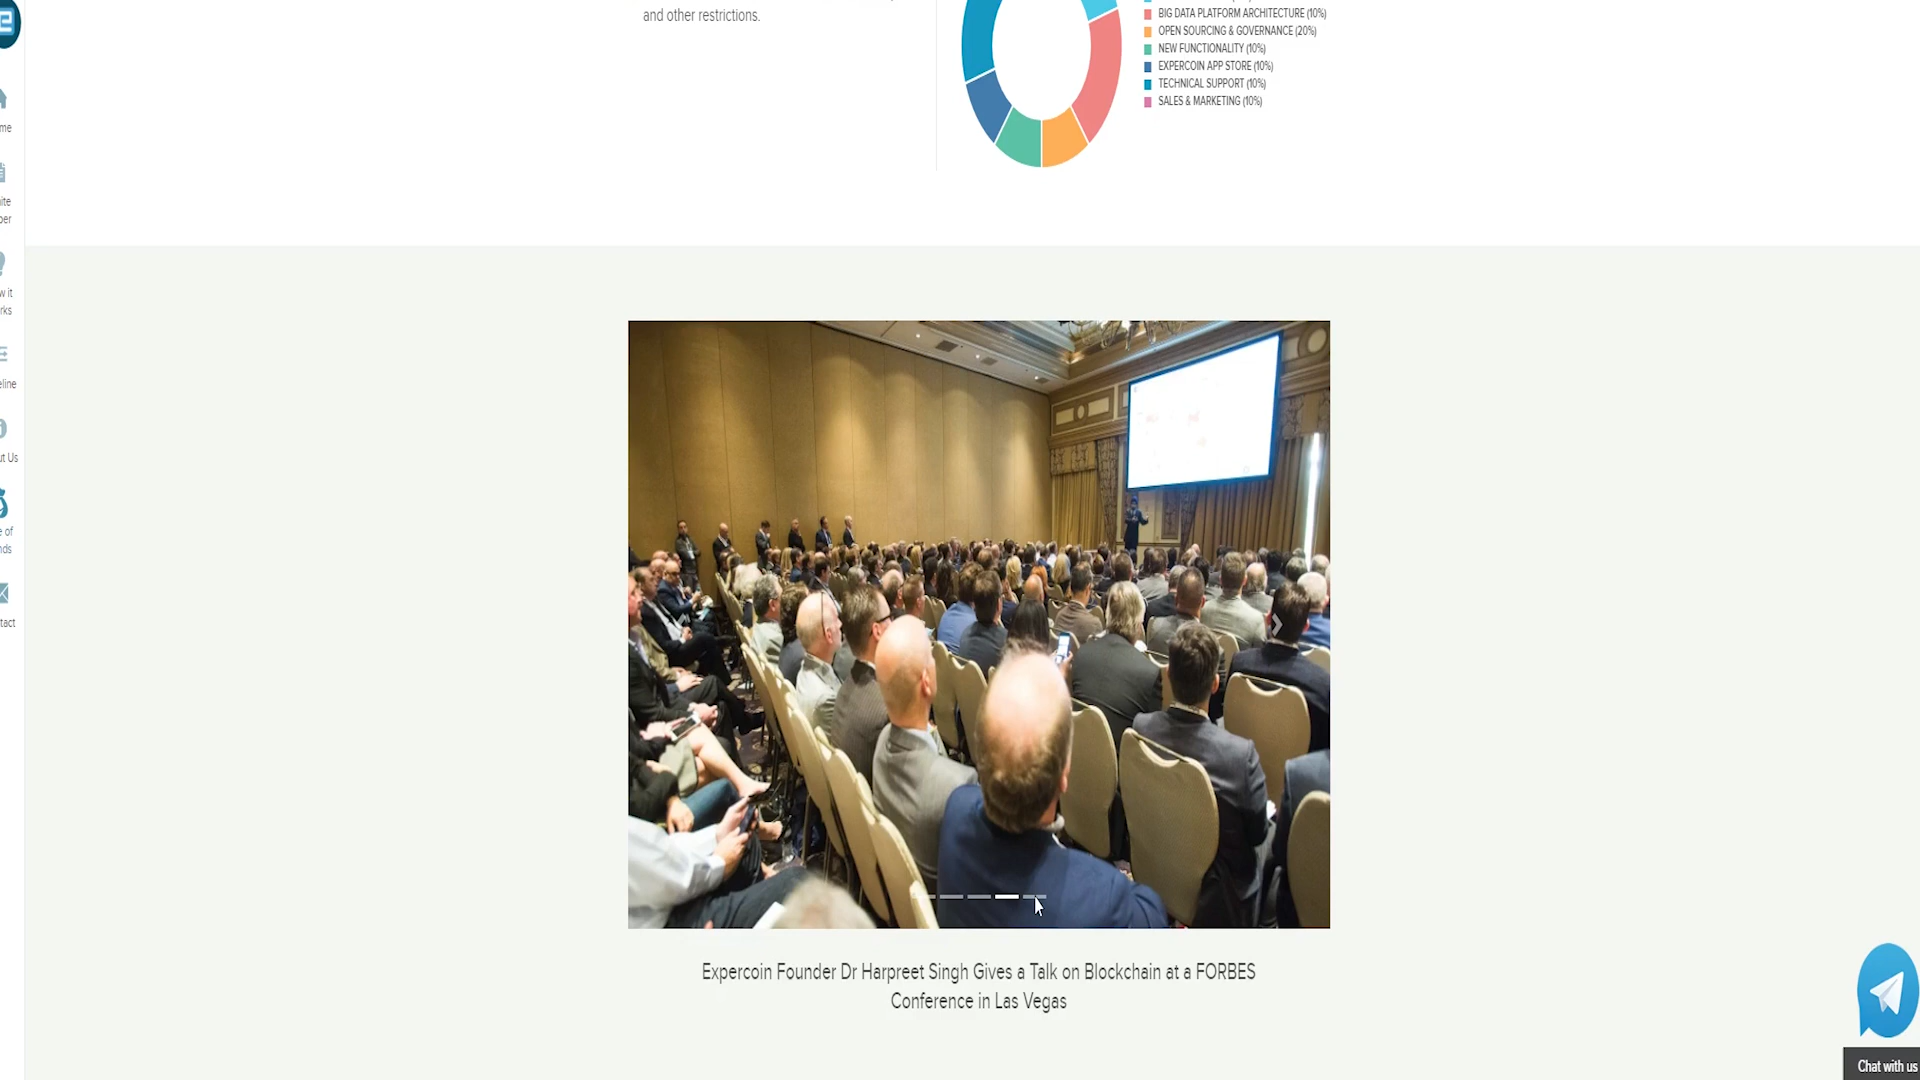 and other restrictions.
BIG DATA PLATFORM ARCHITECTURE (10%)
OPEN SOURCING & GOVERNANCE (20%)
NEW FUNCTIONALITY (10%)
EXPERCOIN APP STORE (10%)
TECHNICAL SUPPORT (10%)
SALES & MARKETING (10%)
me
ite
per
w it
rks
eline
ut Us
e of
nds
tact
Expercoin Founder Dr Harpreet Singh Gives a Talk on Blockchain at a FORBES
Conference in Las Vegas
Chat with us